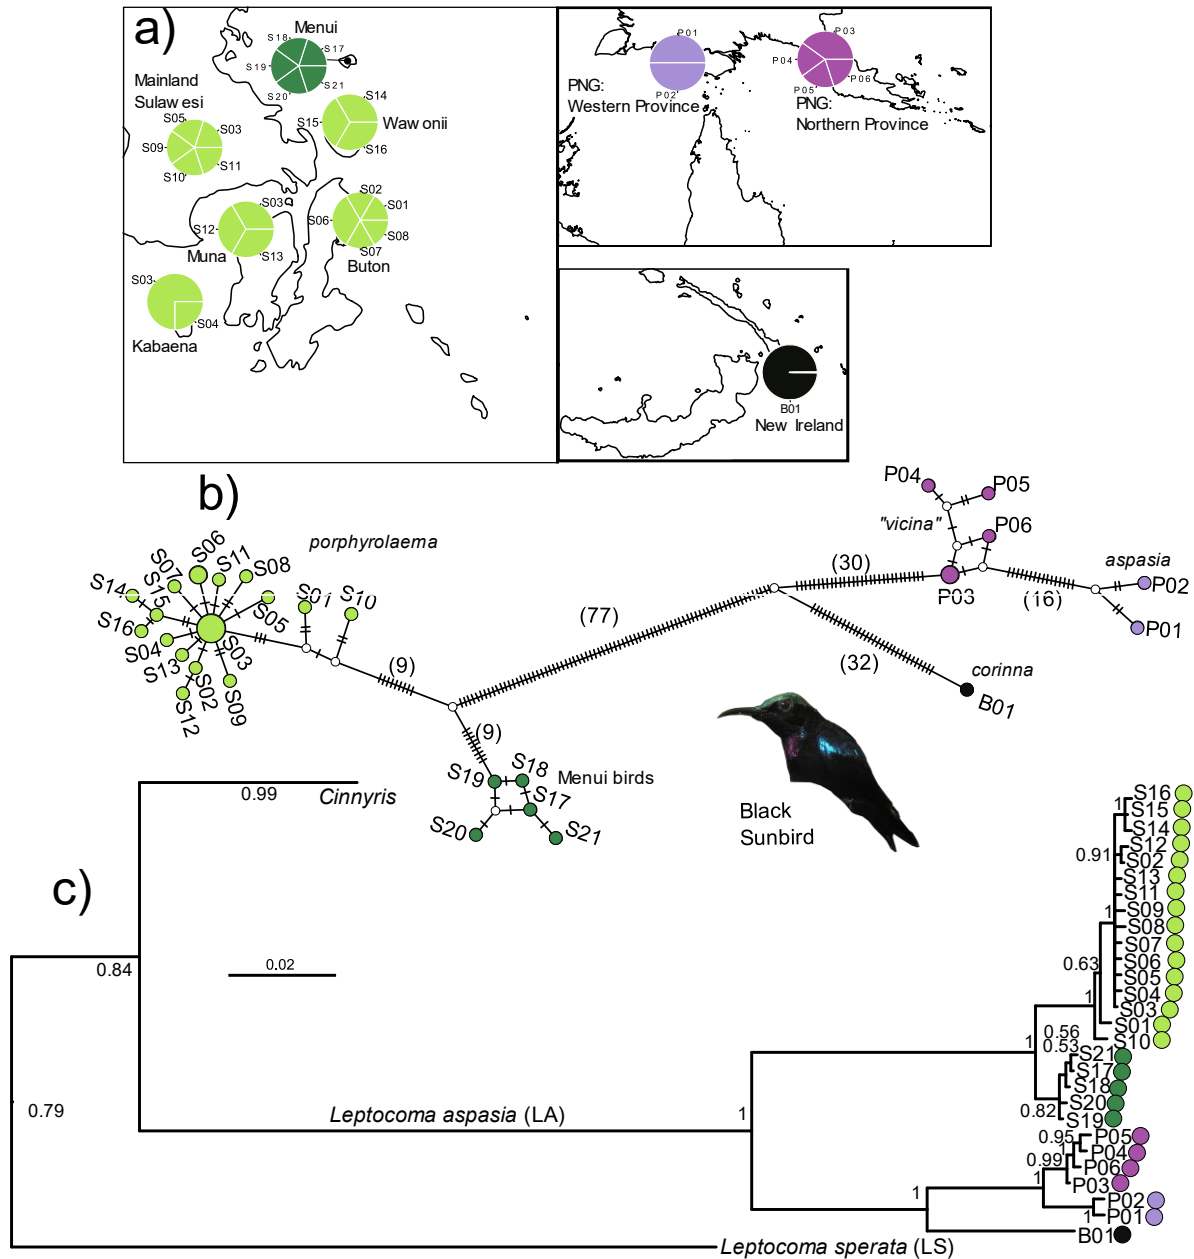 a)
Menui
S18
S17
S19
S20
S21
Mainland
Sulawesi
S05
S03
S09
S10
S11
S14
S15
Wawonii
S16
S03
S12
S13
Muna
S02
S01
S06
S08
S07
Buton
S03
S04
Kabaena
P01
P02
PNG:
Western Province
P03
P04
P05
P06
PNG:
Northern Province
B01
New Ireland
b)
porphyrolaema
S06
S07
S11
S08
S14
S15
S05
S16
S04
S03
S13
S02
S09
S12
S01
S10
(9)
(77)
(9)
S19
S18
Menui birds
S17
S20
S21
(30)
(32)
corinna
B01
P04
P05
"vicina"
P06
P03
(16)
aspasia
P02
P01
Black
Sunbird
c)
0.99
Cinnyris
0.84
0.02
0.79
Leptocoma aspasia (LA)
1
Leptocoma sperata (LS)
S16
1
S15
S14
S12
0.91
S02
S13
S11
1
S09
S08
S07
0.63
S06
S05
1
S04
S03
S01
0.56
1
S10
0.53
S21
S17
S18
S20
0.82
S19
0.95
P05
1
P04
0.99
P06
1
P03
1
P02
1
P01
B01